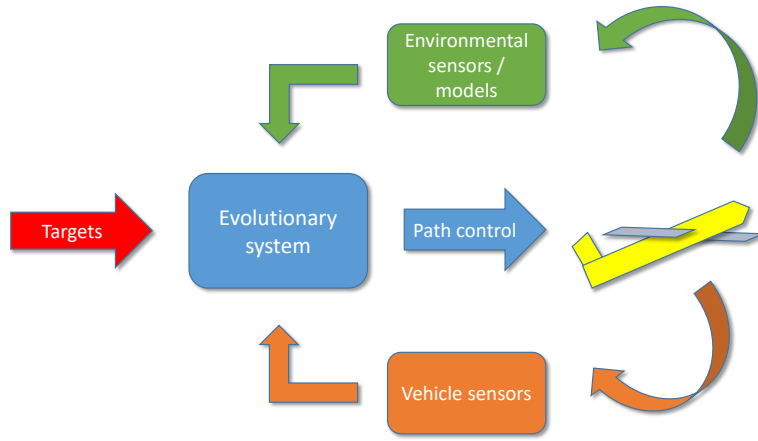 Environmental
sensors /
models
Targets
Evolutionary
system
Path control
Vehicle sensors